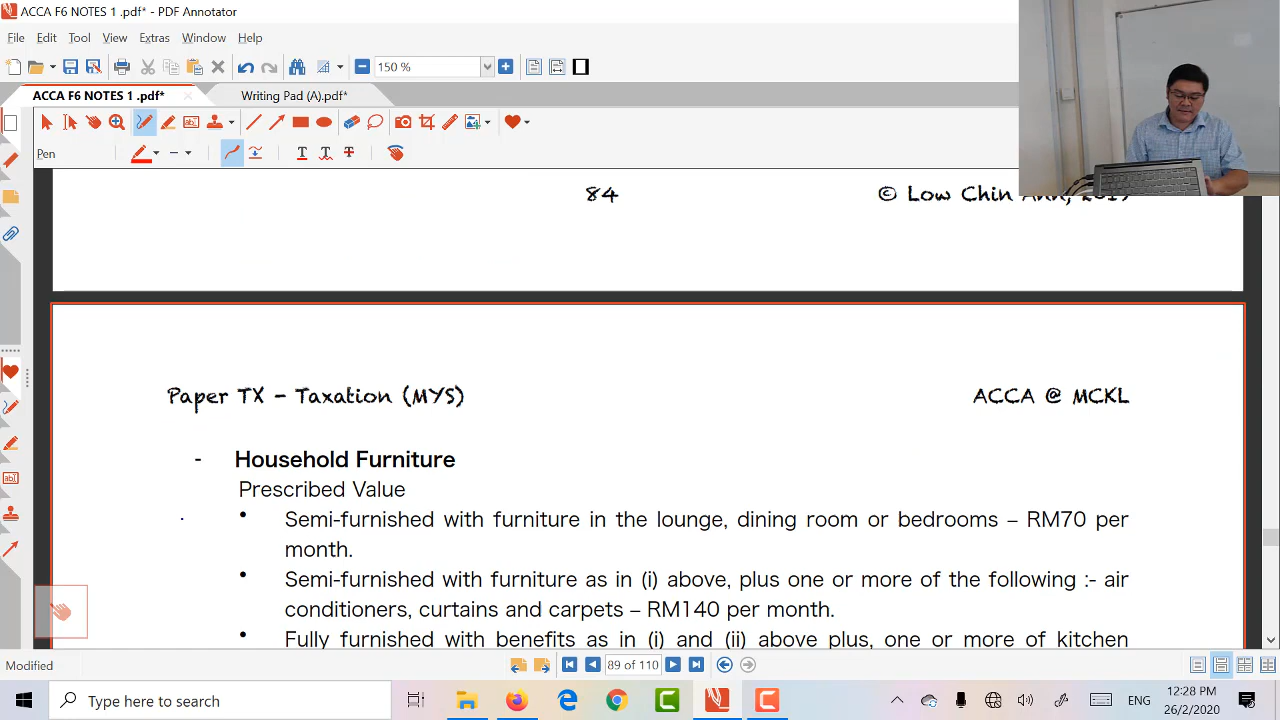 ACCA F6 NOTES 1 .pdf* - PDF Annotator
File Edit Tool View Extras Window Help
150 %
ACCA F6 NOTES 1 .pdf*
Writing Pad (A).pdf*
Pen
84
© Low Chin Ann, 2019
Paper TX - Taxation (MYS)
ACCA @ MCKL
- Household Furniture
Prescribed Value
• Semi-furnished with furniture in the lounge, dining room or bedrooms – RM70 per
month.
• Semi-furnished with furniture as in (i) above, plus one or more of the following :- air
conditioners, curtains and carpets – RM140 per month.
• Fully furnished with benefits as in (i) and (ii) above plus, one or more of kitchen
Modified
89 of 110
Type here to search
ENG
12:28 PM
26/2/2020